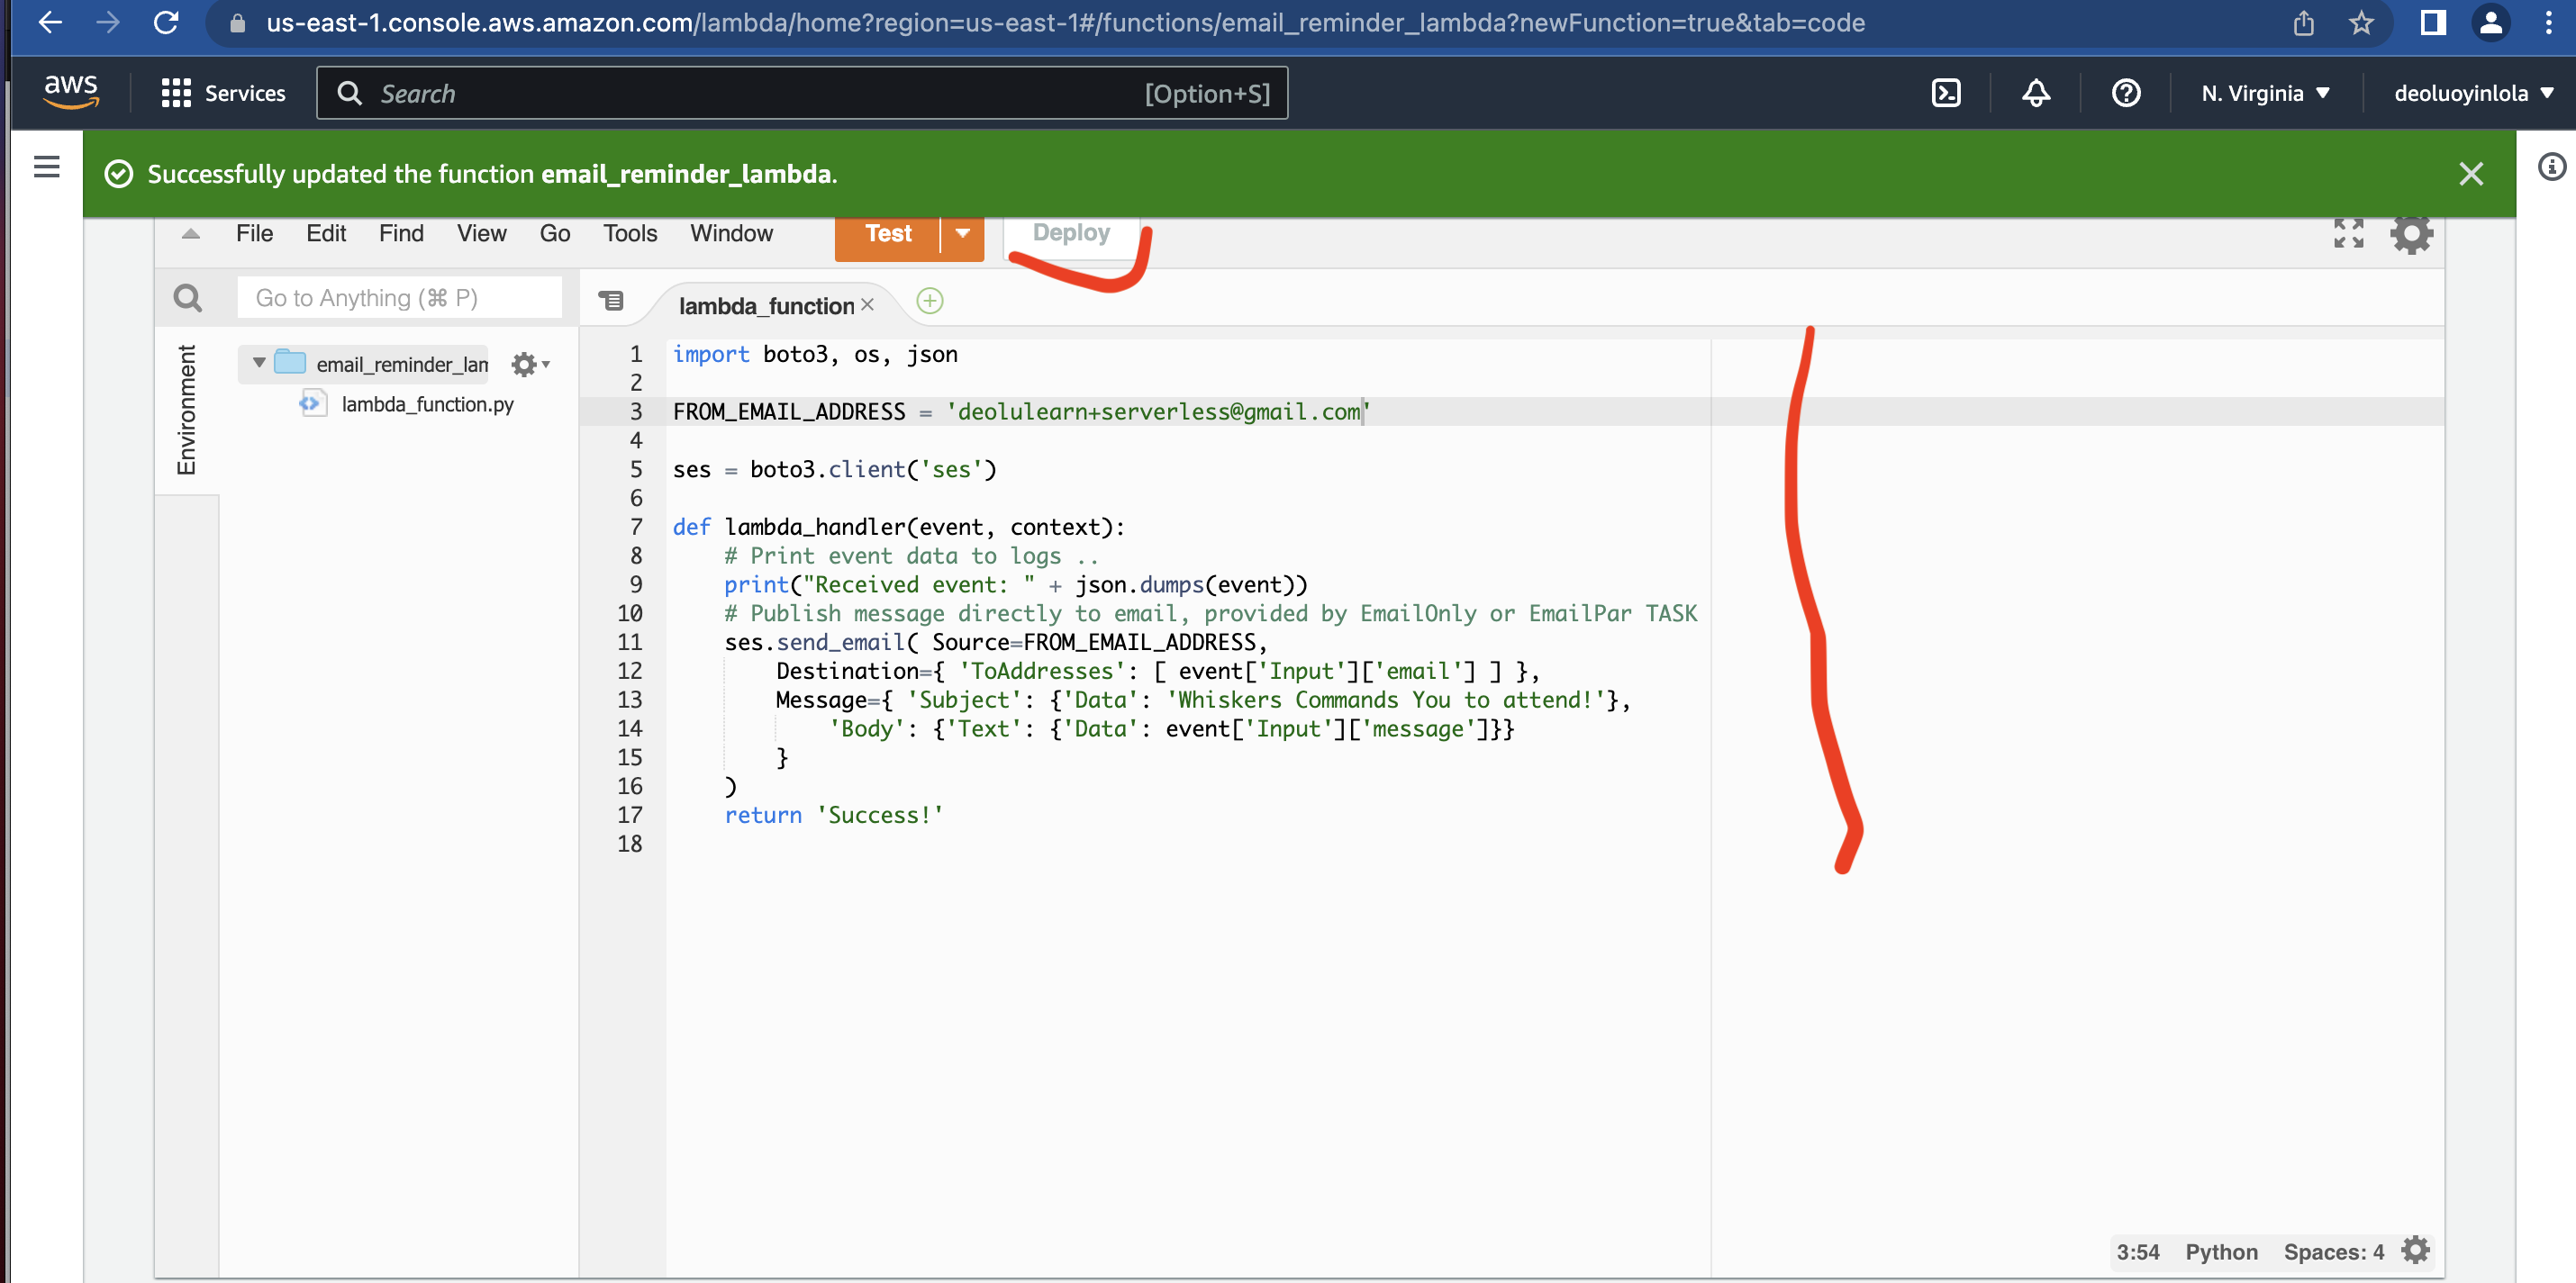 us-east-1.console.aws.amazon.com/lambda/home?region=us-east-1#/functions/email_reminder_lambda?newFunction=true&tab=code
aws Services Search [Option+S] N. Virginia deoluoyinlola
Successfully updated the function email_reminder_lambda.
File Edit Find View Go Tools Window Test Deploy
Go to Anything (⌘ P) lambda_function
Environment
email_reminder_lam
lambda_function.py
1 import boto3, os, json
2
3 FROM_EMAIL_ADDRESS = 'deolulearn+serverless@gmail.com'
4
5 ses = boto3.client('ses')
6
7 def lambda_handler(event, context):
8 # Print event data to logs ..
9 print("Received event: " + json.dumps(event))
10 # Publish message directly to email, provided by EmailOnly or EmailPar TASK
11 ses.send_email( Source=FROM_EMAIL_ADDRESS,
12 Destination={ 'ToAddresses': [ event['Input']['email'] ] },
13 Message={ 'Subject': {'Data': 'Whiskers Commands You to attend!'},
14 'Body': {'Text': {'Data': event['Input']['message']}}
15 }
16 )
17 return 'Success!'
18
3:54 Python Spaces: 4